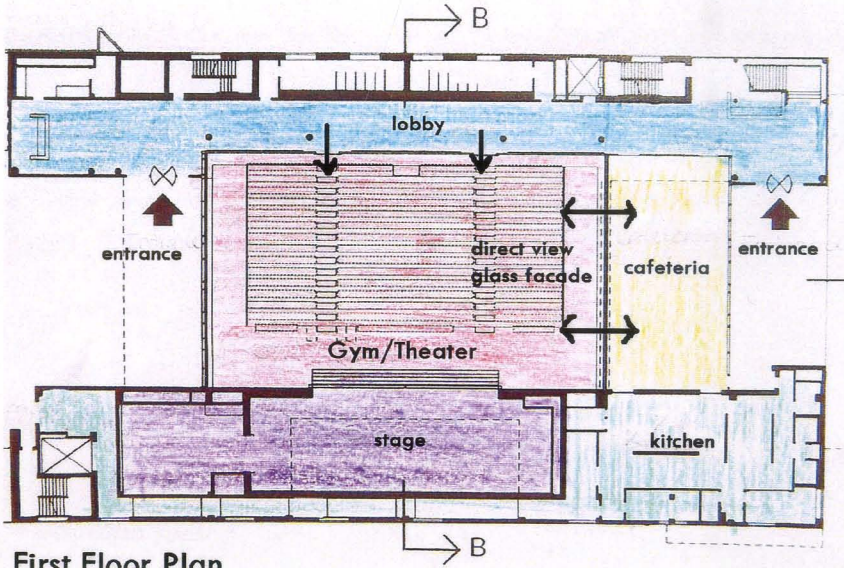 B
lobby
entrance
direct view
glass facade
cafeteria
entrance
Gym/Theater
stage
kitchen
B
First Floor Plan